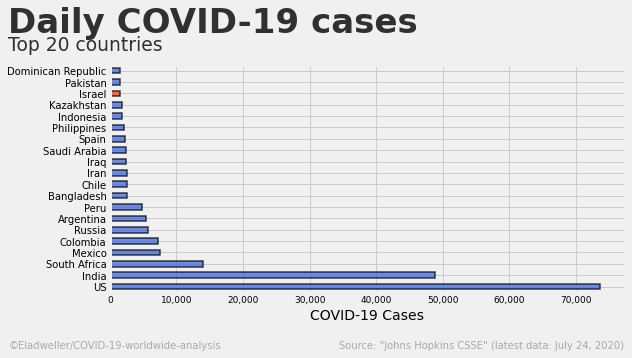 Daily COVID-19 cases
Top 20 countries
Dominican Republic
Pakistan
Israel
Kazakhstan
Indonesia
Philippines
Spain
Saudi Arabia
Iraq
Iran
Chile
Bangladesh
Peru
Argentina
Russia
Colombia
Mexico
South Africa
India
US
0 10,000 20,000 30,000 40,000 50,000 60,000 70,000
COVID-19 Cases
©Eladweller/COVID-19-worldwide-analysis Source: "Johns Hopkins CSSE" (latest data: July 24, 2020)